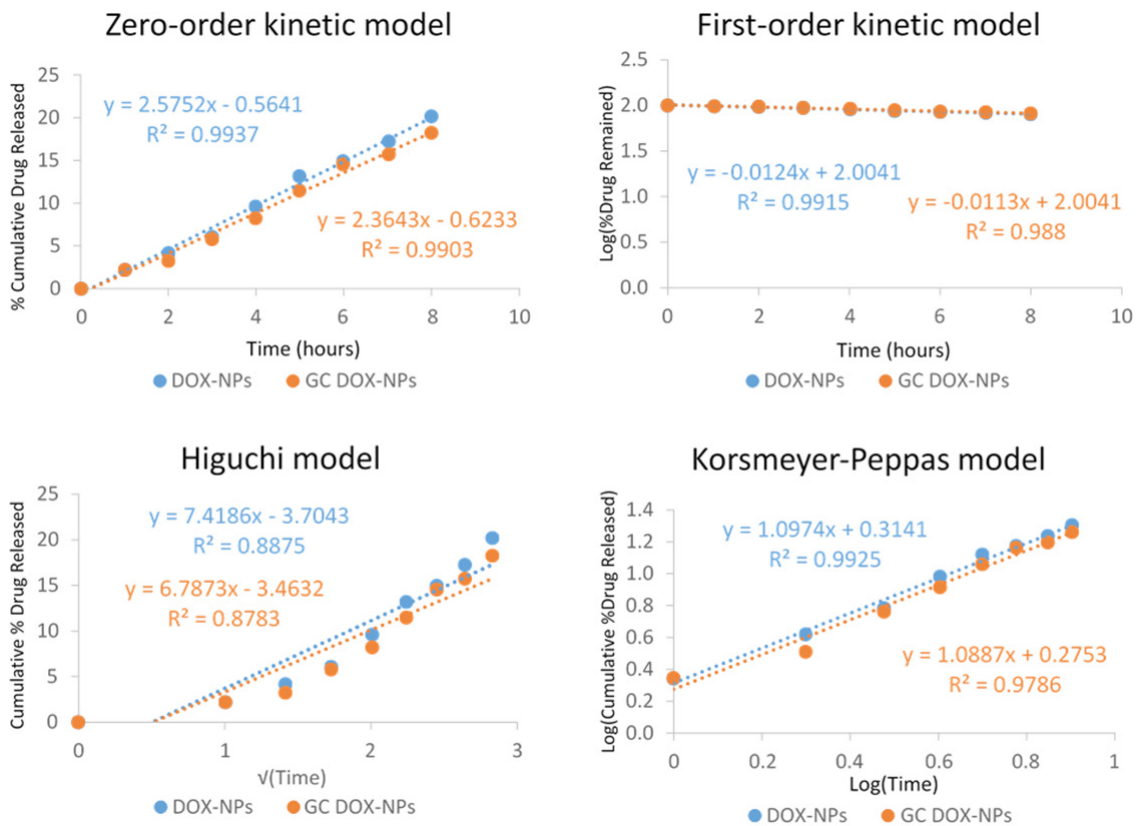 Zero-order kinetic model
% Cumulative Drug Released
25
20
15
10
5
0
y = 2.5752x - 0.5641
R² = 0.9937
y = 2.3643x - 0.6233
R² = 0.9903
0 2 4 6 8 10
Time (hours)
DOX-NPs GC DOX-NPs
First-order kinetic model
Log(%Drug Remained)
2.5
2.0
1.5
1.0
0.5
0.0
y = -0.0124x + 2.0041
R² = 0.9915
y = -0.0113x + 2.0041
R² = 0.988
0 2 4 6 8 10
Time (hours)
DOX-NPs GC DOX-NPs
Higuchi model
Cumulative % Drug Released
25
20
15
10
5
0
y = 7.4186x - 3.7043
R² = 0.8875
y = 6.7873x - 3.4632
R² = 0.8783
0 1 2 3
√(Time)
DOX-NPs GC DOX-NPs
Korsmeyer-Peppas model
Log(Cumulative %Drug Released)
1.4
1.2
1.0
0.8
0.6
0.4
0.2
0.0
y = 1.0974x + 0.3141
R² = 0.9925
y = 1.0887x + 0.2753
R² = 0.9786
0 0.2 0.4 0.6 0.8 1
Log(Time)
DOX-NPs GC DOX-NPs